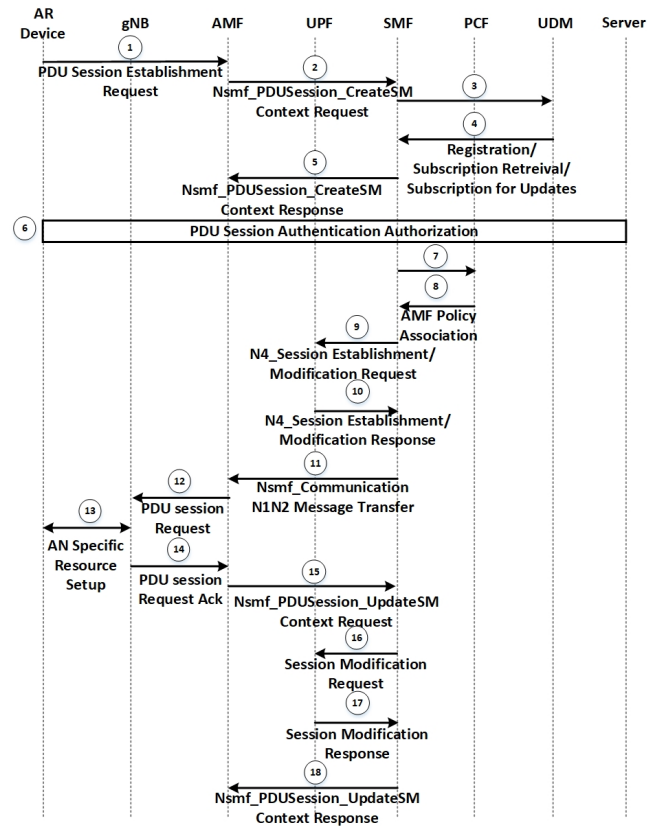 AR Device
gNB
AMF
UPF
SMF
PCF
UDM
Server
1
PDU Session Establishment
Request
2
Nsmf_PDUSession_CreateSM
Context Request
3
4
Registration/
Subscription Retreival/
Subscription for Updates
5
Nsmf_PDUSession_CreateSM
Context Response
6
PDU Session Authentication Authorization
7
8
AMF Policy
Association
9
N4_Session Establishment/
Modification Request
10
N4_Session Establishment/
Modification Response
11
Nsmf_Communication
N1N2 Message Transfer
12
PDU session
Request
13
AN Specific
Resource
Setup
14
PDU session
Request Ack
15
Nsmf_PDUSession_UpdateSM
Context Request
16
Session Modification
Request
17
Session Modification
Response
18
Nsmf_PDUSession_UpdateSM
Context Response